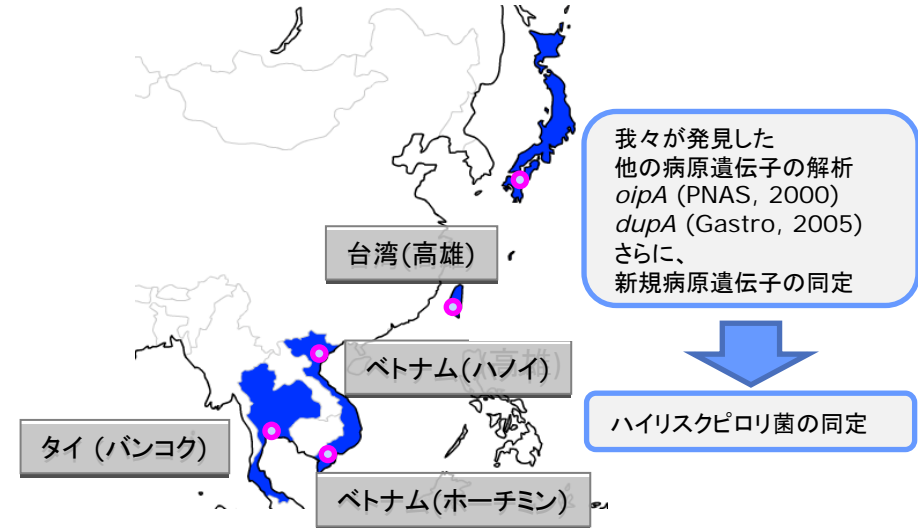 我々が発見した
他の病原遺伝子の解析
oipA (PNAS, 2000)
dupA (Gastro, 2005)
さらに、
新規病原遺伝子の同定
台湾(高雄)
ベトナム(ハノイ)
ハイリスクピロリ菌の同定
タイ (バンコク)
ベトナム(ホーチミン)